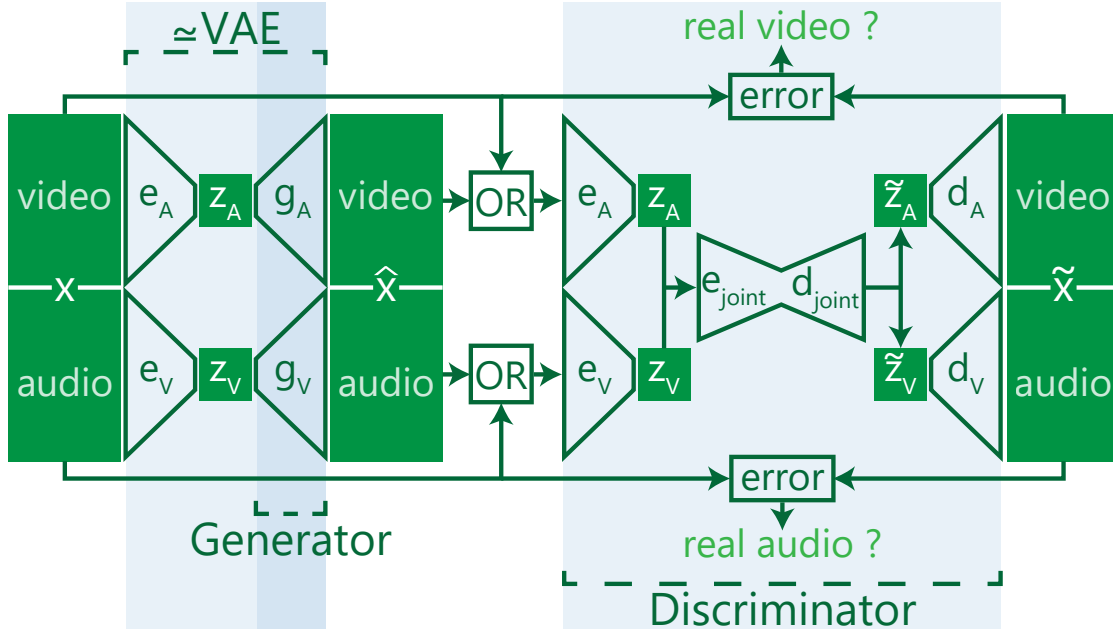 ≃VAE
real video ?
error
video
e_A
z_A
g_A
video
OR
e_A
z_A
z̃_A
d_A
video
x
x̂
e_joint
d_joint
x̃
audio
e_V
z_V
g_V
audio
OR
e_V
z_V
z̃_V
d_V
audio
error
Generator
real audio ?
Discriminator